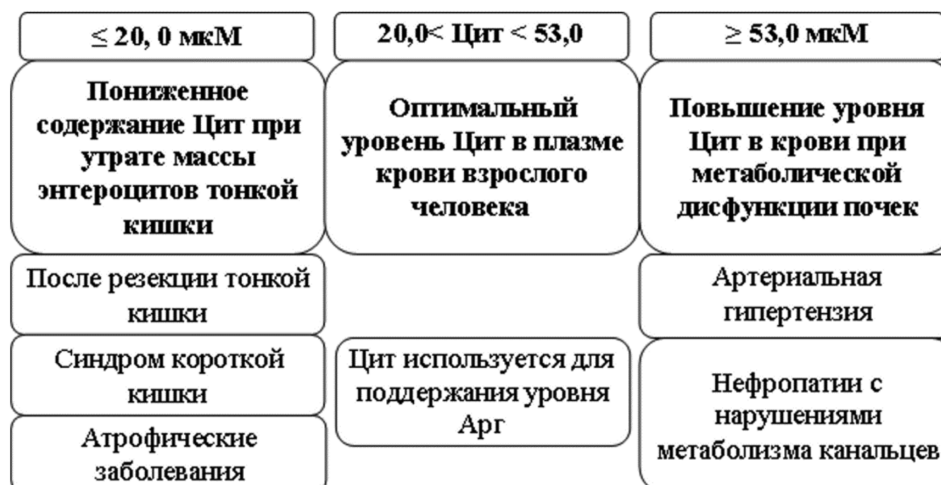 ≤ 20, 0 мкМ
Пониженное
содержание Цит при
утрате массы
энтероцитов тонкой
кишки
После резекции тонкой
кишки
Синдром короткой
кишки
Атрофические
заболевания
20,0< Цит < 53,0
Оптимальный
уровень Цит в плазме
крови взрослого
человека
Цит используется для
поддержания уровня
Арг
≥ 53,0 мкМ
Повышение уровня
Цит в крови при
метаболической
дисфункции почек
Артериальная
гипертензия
Нефропатии с
нарушениями
метаболизма канальцев